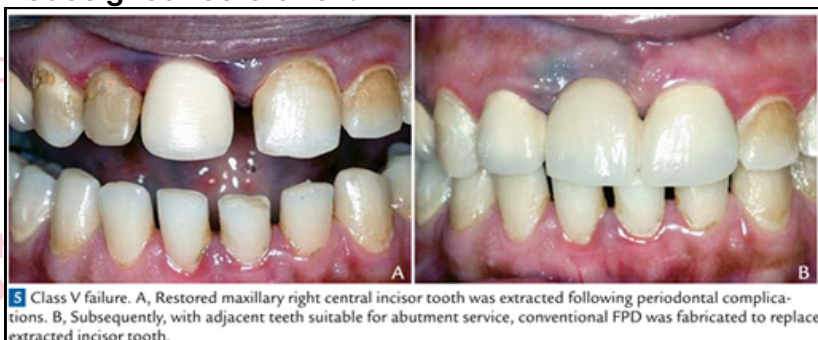 A
B
5 Class V failure. A, Restored maxillary right central incisor tooth was extracted following periodontal complica-
tions. B, Subsequently, with adjacent teeth suitable for abutment service, conventional FPD was fabricated to replace
extracted incisor tooth.